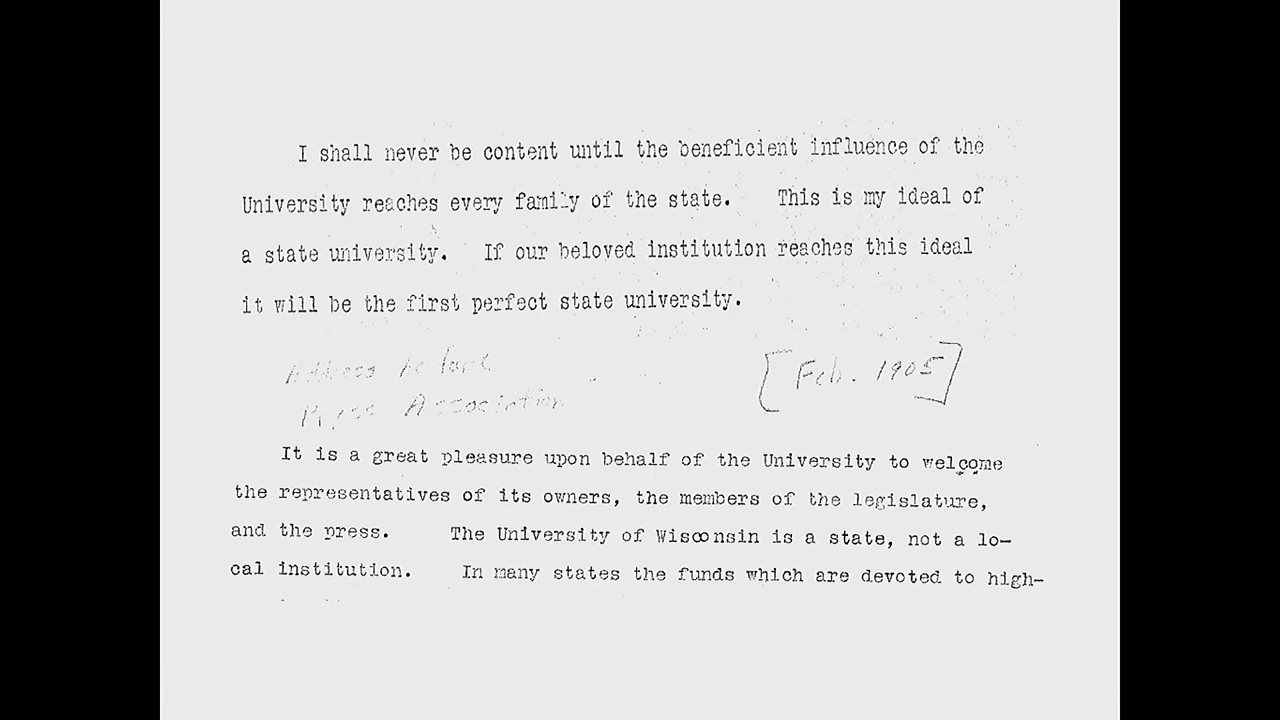 I shall never be content until the beneficient influence of the
University reaches every family of the state. This is my ideal of
a state university. If our beloved institution reaches this ideal
it will be the first perfect state university.
Address before
[Feb. 1905]
Press Association
It is a great pleasure upon behalf of the University to welcome
the representatives of its owners, the members of the legislature,
and the press. The University of Wisconsin is a state, not a lo-
cal institution. In many states the funds which are devoted to high-